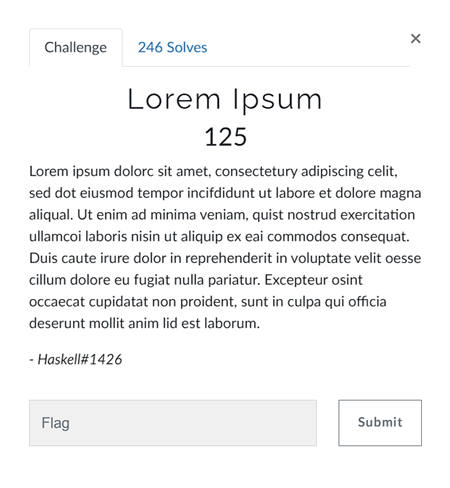 Challenge
246 Solves
×
Lorem Ipsum
125
Lorem ipsum dolorc sit amet, consectetury adipiscing celit,
sed dot eiusmod tempor incifdidunt ut labore et dolore magna
aliqual. Ut enim ad minima veniam, quist nostrud exercitation
ullamcoi laboris nisin ut aliquip ex eai commodos consequat.
Duis caute irure dolor in reprehenderit in voluptate velit oesse
cillum dolore eu fugiat nulla pariatur. Excepteur osint
occaecat cupidatat non proident, sunt in culpa qui officia
deserunt mollit anim lid est laborum.
- Haskell#1426
Flag
Submit